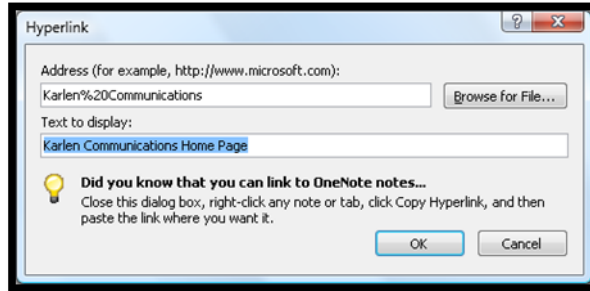 Hyperlink
Address (for example, http://www.microsoft.com):
Karlen%20Communications
Browse for File...
Text to display:
Karlen Communications Home Page
Did you know that you can link to OneNote notes...
Close this dialog box, right-click any note or tab, click Copy Hyperlink, and then
paste the link where you want it.
OK
Cancel